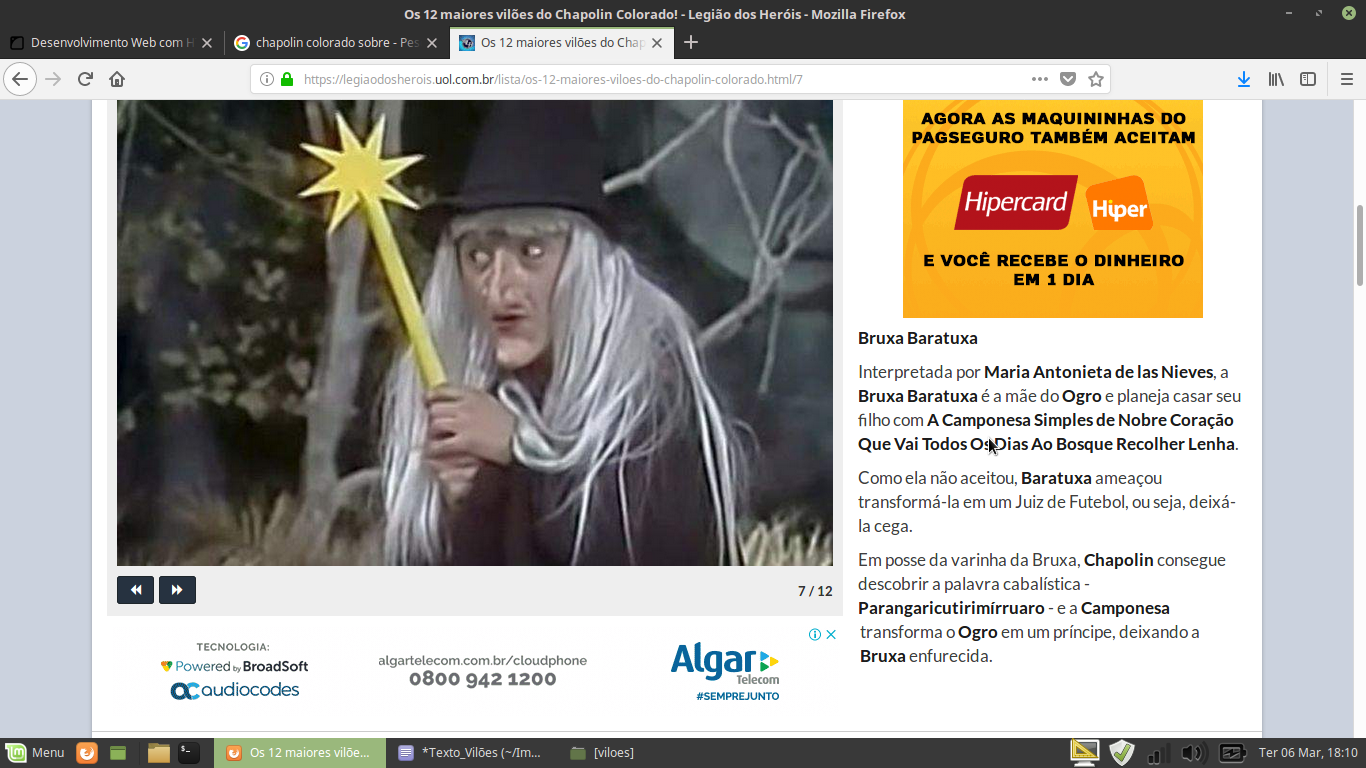 Os 12 maiores vilões do Chapolin Colorado! - Legião dos Heróis - Mozilla Firefox
Desenvolvimento Web com H
chapolin colorado sobre - Pes
Os 12 maiores vilões do Chap
https://legiaodosherois.uol.com.br/lista/os-12-maiores-viloes-do-chapolin-colorado.html/7
AGORA AS MAQUININHAS DO
PAGSEGURO TAMBÉM ACEITAM
Hipercard
Hiper
E VOCÊ RECEBE O DINHEIRO
EM 1 DIA
Bruxa Baratuxa
Interpretada por Maria Antonieta de las Nieves, a
Bruxa Baratuxa é a mãe do Ogro e planeja casar seu
filho com A Camponesa Simples de Nobre Coração
Que Vai Todos Os Dias Ao Bosque Recolher Lenha.
Como ela não aceitou, Baratuxa ameaçou
transformá-la em um Juiz de Futebol, ou seja, deixá-
la cega.
Em posse da varinha da Bruxa, Chapolin consegue
descobrir a palavra cabalística -
Parangaricutirimírruaro - e a Camponesa
transforma o Ogro em um príncipe, deixando a
Bruxa enfurecida.
7 / 12
TECNOLOGIA:
Powered by BroadSoft
audiocodes
algartelecom.com.br/cloudphone
0800 942 1200
Algar
Telecom
#SEMPREJUNTO
Menu
Os 12 maiores vilõe...
*Texto_Vilões (~/Im...
[viloes]
Ter 06 Mar, 18:10